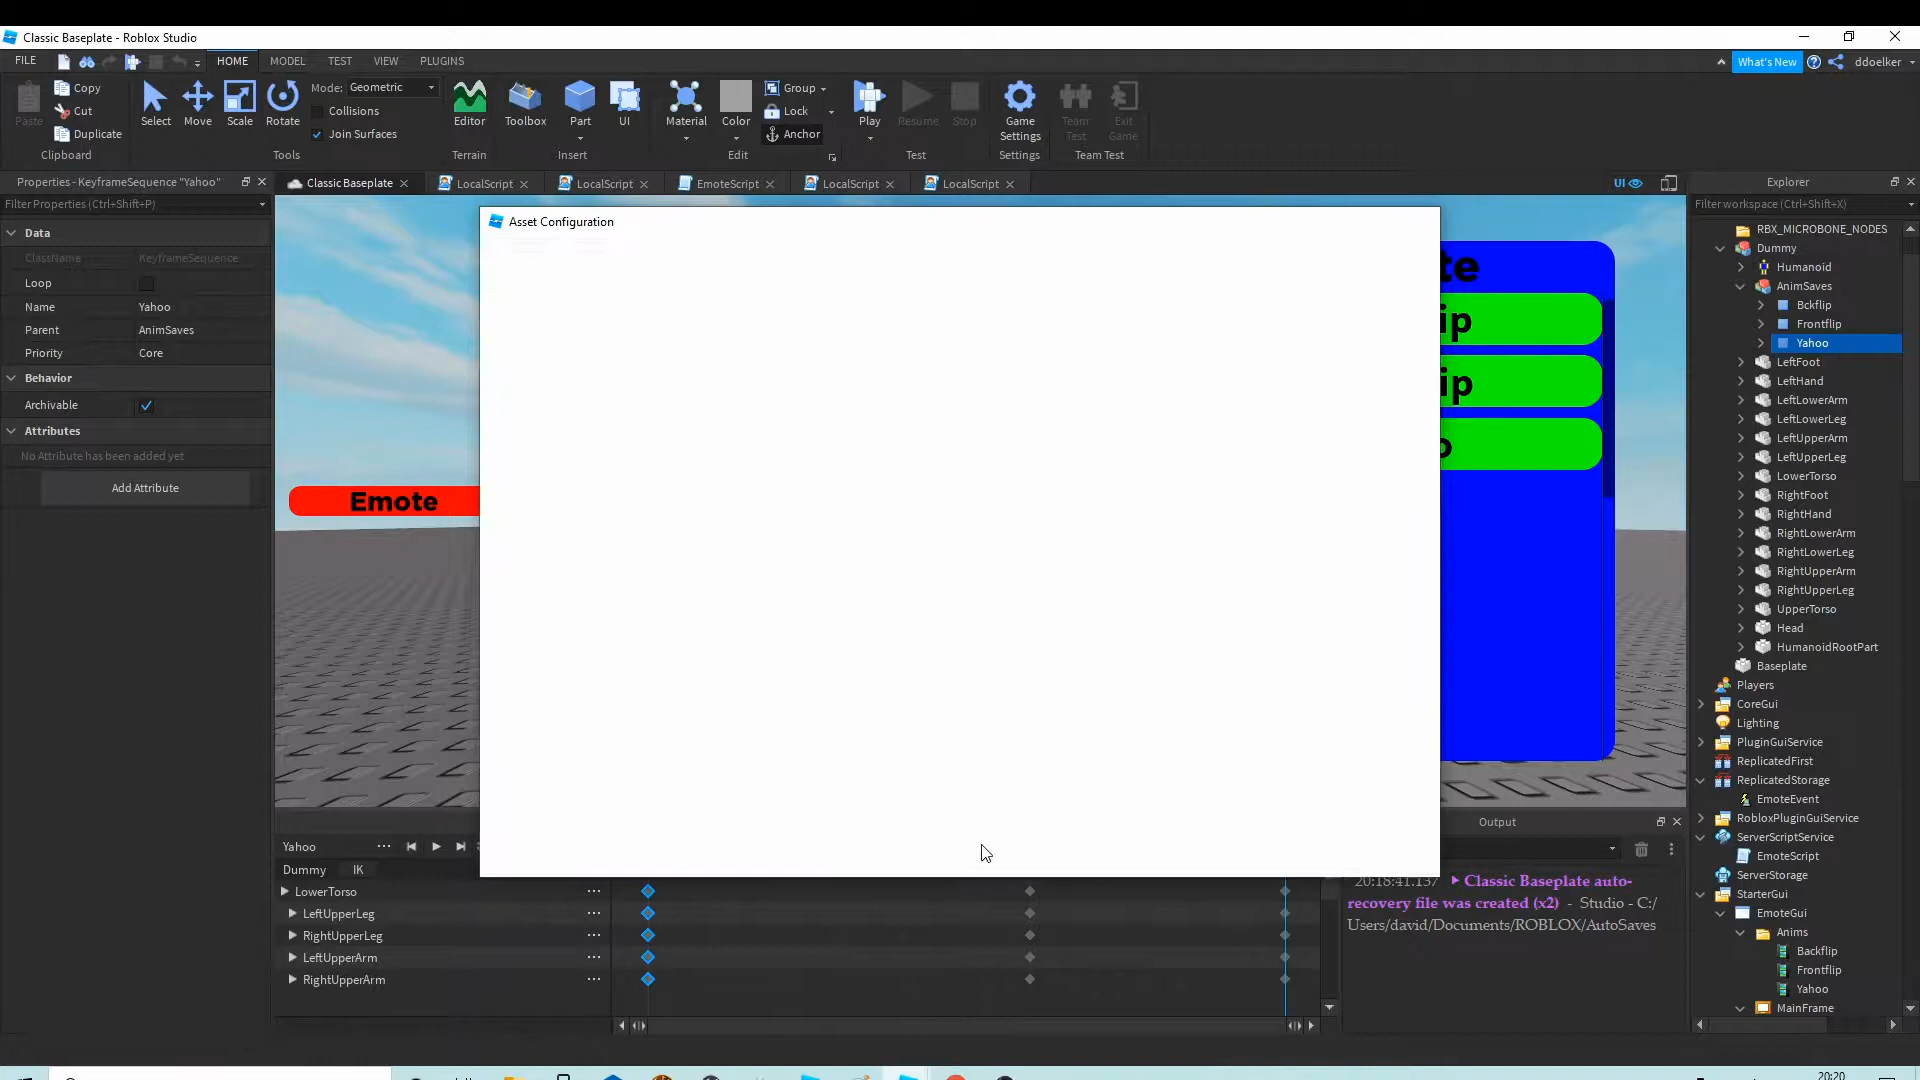 Classic Baseplate - Roblox Studio
FILE
HOME
MODEL
TEST
VIEW
PLUGINS
What's New
ddoelker
Paste
Copy
Cut
Duplicate
Clipboard
Select
Move
Scale
Rotate
Mode: Geometric
Collisions
Join Surfaces
Tools
Editor
Terrain
Toolbox
Part
UI
Insert
Material
Color
Group
Lock
Anchor
Edit
Play
Resume
Stop
Test
Game
Settings
Settings
Team
Test
Exit
Game
Team Test
Properties - KeyframeSequence "Yahoo"
Filter Properties (Ctrl+Shift+P)
Data
ClassName KeyframeSequence
Loop
Name Yahoo
Parent AnimSaves
Priority Core
Behavior
Archivable
Attributes
No Attribute has been added yet
Add Attribute
Classic Baseplate
LocalScript
LocalScript
EmoteScript
LocalScript
LocalScript
UI
Asset Configuration
Emote
te
ip
ip
o
Yahoo
Dummy IK
LowerTorso
LeftUpperLeg
RightUpperLeg
LeftUpperArm
RightUpperArm
Output
20:18:41.137 Classic Baseplate auto-
recovery file was created (x2) - Studio - C:/
Users/david/Documents/ROBLOX/AutoSaves
Explorer
Filter workspace (Ctrl+Shift+X)
RBX_MICROBONE_NODES
Dummy
Humanoid
AnimSaves
Bckflip
Frontflip
Yahoo
LeftFoot
LeftHand
LeftLowerArm
LeftLowerLeg
LeftUpperArm
LeftUpperLeg
LowerTorso
RightFoot
RightHand
RightLowerArm
RightLowerLeg
RightUpperArm
RightUpperLeg
UpperTorso
Head
HumanoidRootPart
Baseplate
Players
CoreGui
Lighting
PluginGuiService
ReplicatedFirst
ReplicatedStorage
EmoteEvent
RobloxPluginGuiService
ServerScriptService
EmoteScript
ServerStorage
StarterGui
EmoteGui
Anims
Backflip
Frontflip
Yahoo
MainFrame
20:20